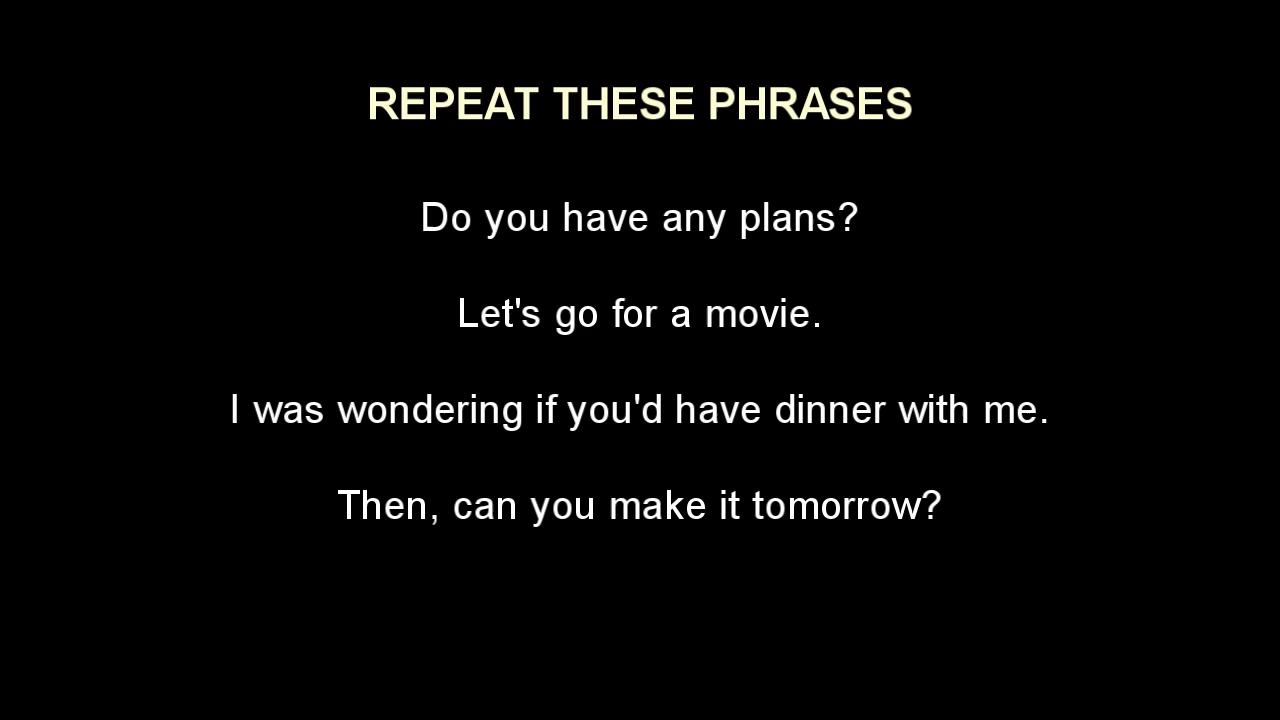 REPEAT THESE PHRASES
Do you have any plans?
Let's go for a movie.
I was wondering if you'd have dinner with me.
Then, can you make it tomorrow?